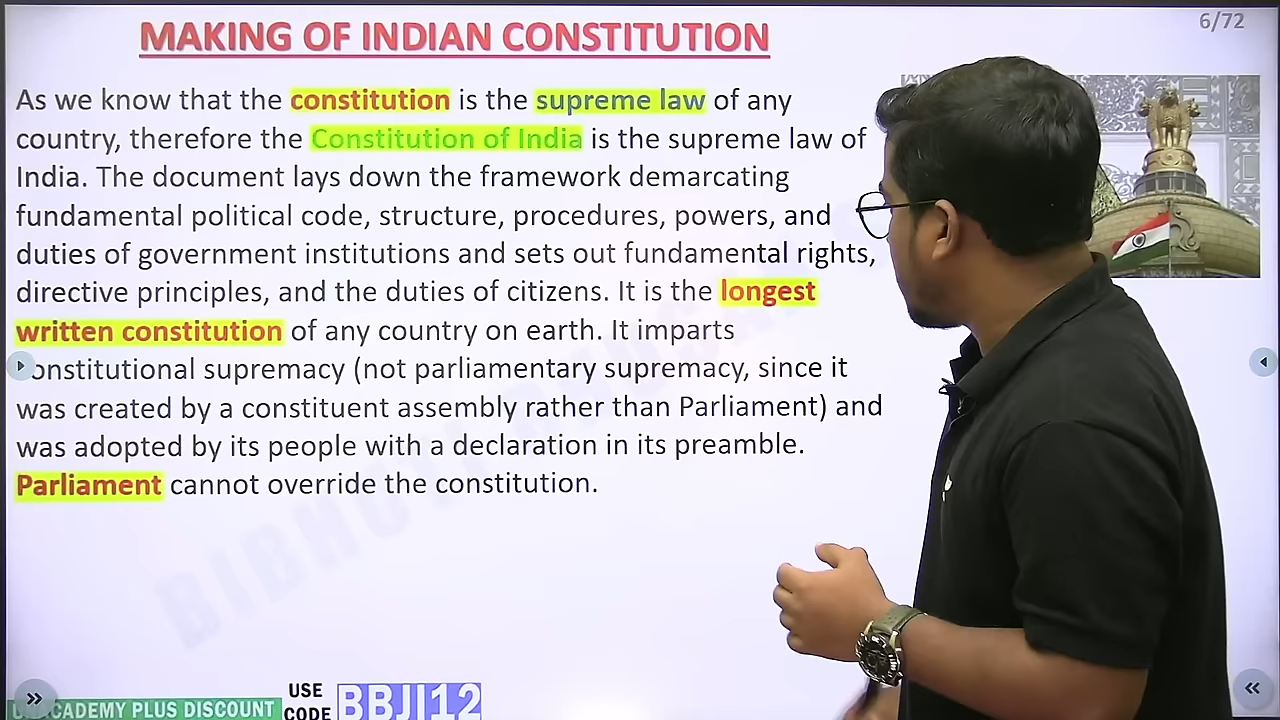 MAKING OF INDIAN CONSTITUTION
6/72
As we know that the constitution is the supreme law of any
country, therefore the Constitution of India is the supreme law of
India. The document lays down the framework demarcating
fundamental political code, structure, procedures, powers, and
duties of government institutions and sets out fundamental rights,
directive principles, and the duties of citizens. It is the longest
written constitution of any country on earth. It imparts
onstitutional supremacy (not parliamentary supremacy, since it
was created by a constituent assembly rather than Parliament) and
was adopted by its people with a declaration in its preamble.
Parliament cannot override the constitution.
PLUS DISCOUNT
USE
CODE
BBJI12